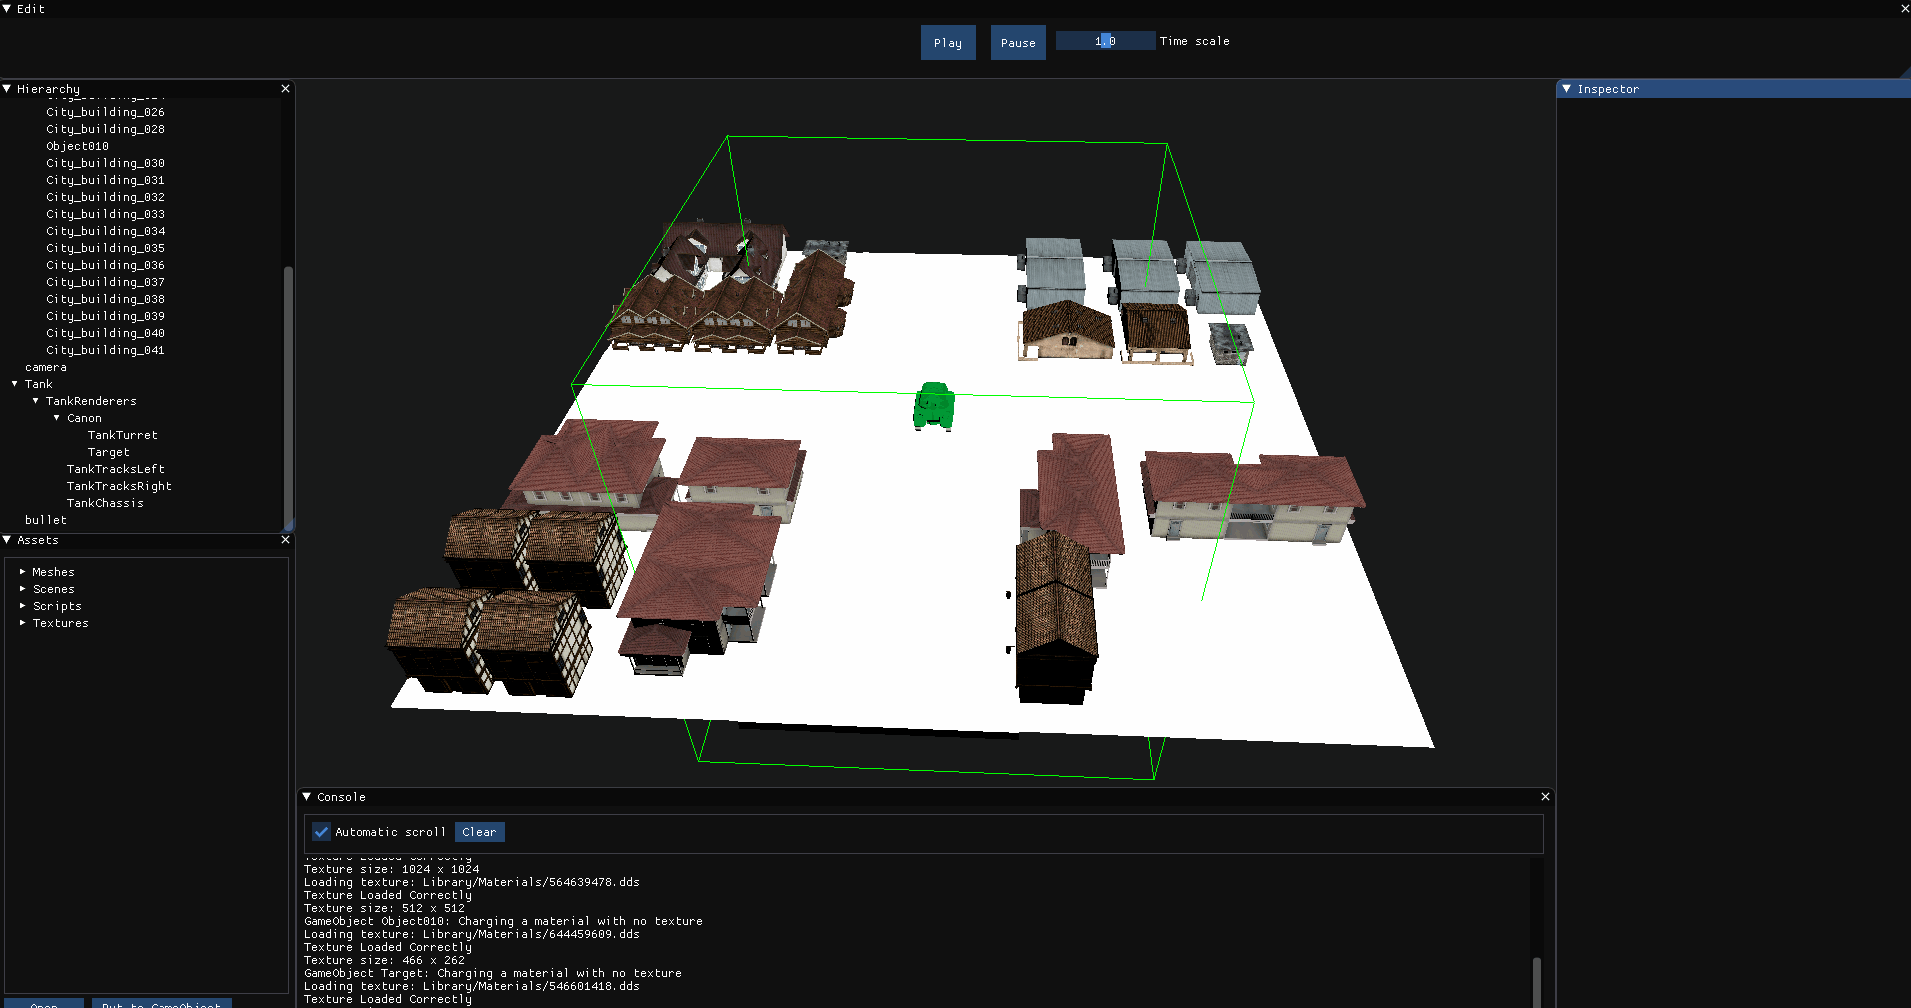 Edit
Play
Pause
1.0
Time scale
Hierarchy
City_building_026
City_building_028
Object010
City_building_030
City_building_031
City_building_032
City_building_033
City_building_034
City_building_035
City_building_036
City_building_037
City_building_038
City_building_039
City_building_040
City_building_041
camera
Tank
TankRenderers
Canon
TankTurret
Target
TankTracksLeft
TankTracksRight
TankChassis
bullet
Assets
Meshes
Scenes
Scripts
Textures
Open
Put to GameObject
Inspector
Console
Automatic scroll
Clear
Texture Loaded Correctly
Texture size: 1024 x 1024
Loading texture: Library/Materials/564639478.dds
Texture Loaded Correctly
Texture size: 512 x 512
GameObject Object010: Charging a material with no texture
Loading texture: Library/Materials/644459609.dds
Texture Loaded Correctly
Texture size: 466 x 262
GameObject Target: Charging a material with no texture
Loading texture: Library/Materials/546601418.dds
Texture Loaded Correctly